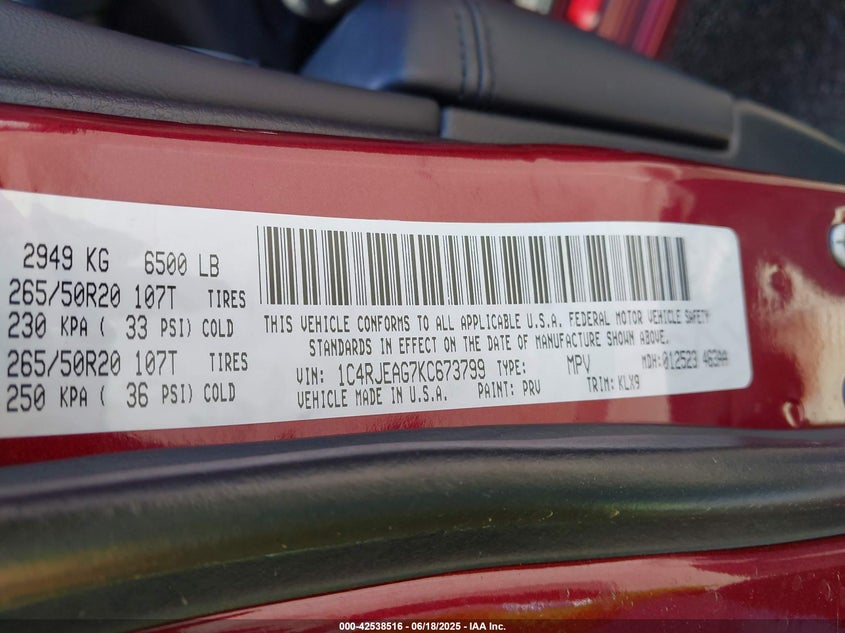 2949 KG 6500 LB
265/50R20 107T TIRES
230 KPA ( 33 PSI) COLD
265/50R20 107T TIRES
250 KPA ( 36 PSI) COLD
THIS VEHICLE CONFORMS TO ALL APPLICABLE U.S.A. FEDERAL MOTOR VEHICLE SAFETY
STANDARDS IN EFFECT ON THE DATE OF MANUFACTURE SHOWN ABOVE.
VIN: 1C4RJEAG7KC673799 TYPE: MPV MDH: 012523 463AA
VEHICLE MADE IN U.S.A. PAINT: PRV TRIM: KLX9
000-42538516 - 06/18/2025 - IAA Inc.